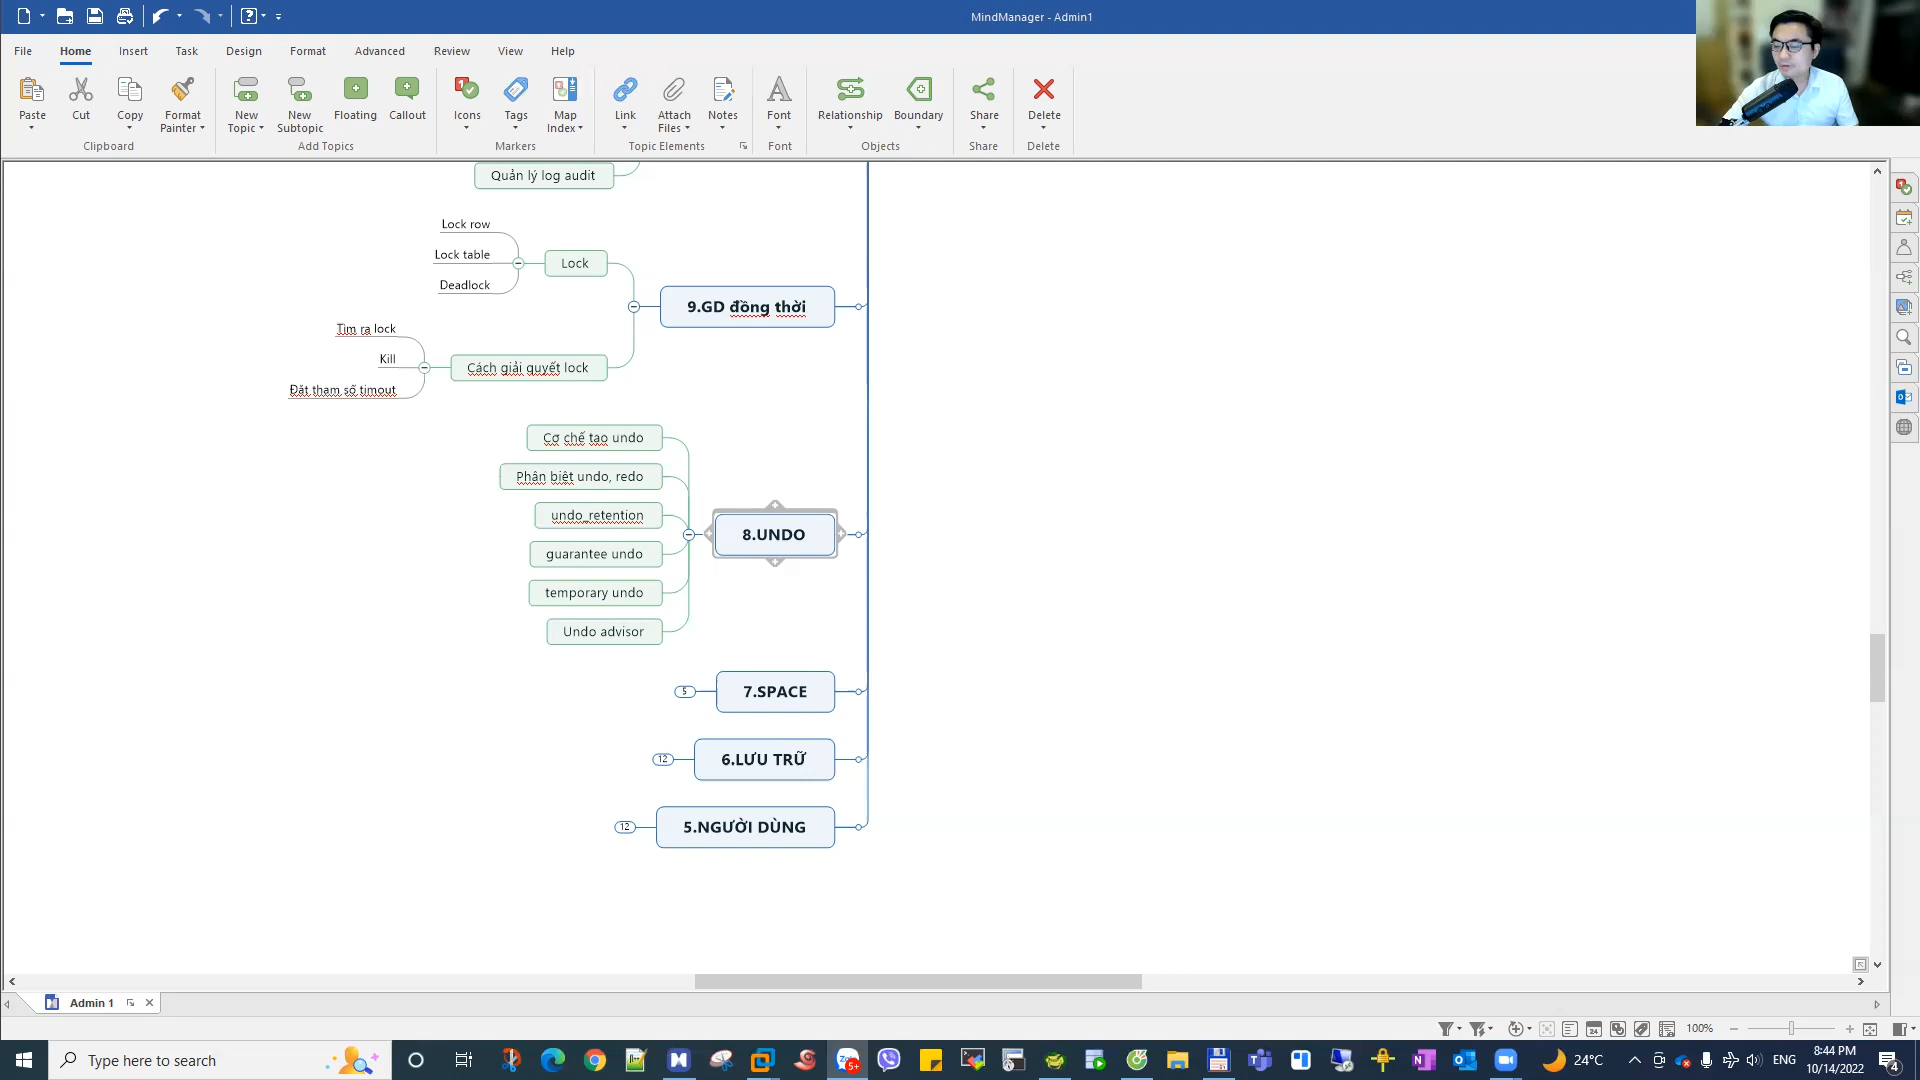 MindManager - Admin1
File Home Insert Task Design Format Advanced Review View Help
Paste Cut Copy Format Painter New Topic New Subtopic Floating Callout Icons Tags Map Index Link Attach Files Notes Font Relationship Boundary Share Delete
Clipboard Add Topics Markers Topic Elements Font Objects Share Delete
Quản lý log audit
Lock row
Lock table
Deadlock
Lock
9.GD đồng thời
Tìm ra lock
Kill
Đặt tham số timout
Cách giải quyết lock
Cơ chế tạo undo
Phân biệt undo, redo
undo_retention
guarantee undo
temporary undo
Undo advisor
8.UNDO
5
7.SPACE
12
6.LƯU TRỮ
12
5.NGƯỜI DÙNG
Admin 1
100%
Type here to search
5+
24°C
ENG
8:44 PM
10/14/2022
4